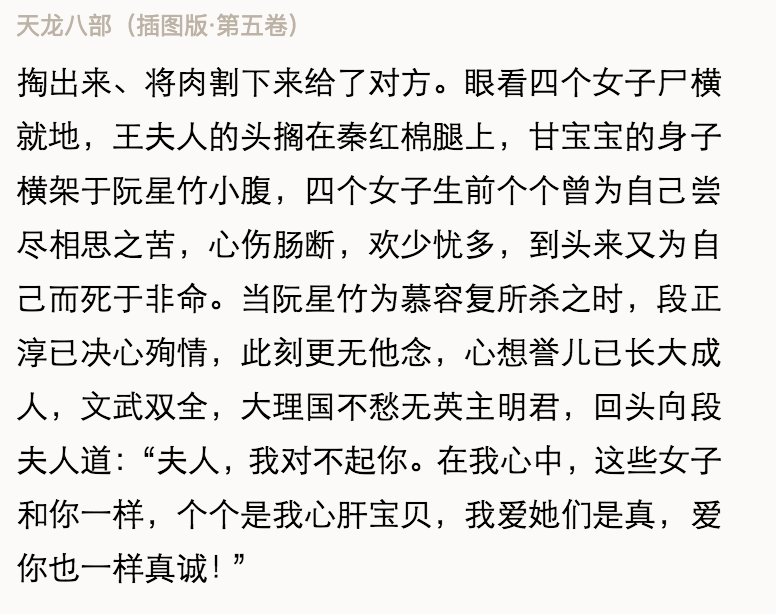 天龙八部（插图版·第五卷）
掏出来、将肉割下来给了对方。眼看四个女子尸横
就地，王夫人的头搁在秦红棉腿上，甘宝宝的身子
横架于阮星竹小腹，四个女子生前个个曾为自己尝
尽相思之苦，心伤肠断，欢少忧多，到头来又为自
己而死于非命。当阮星竹为慕容复所杀之时，段正
淳已决心殉情，此刻更无他念，心想誉儿已长大成
人，文武双全，大理国不愁无英主明君，回头向段
夫人道：“夫人，我对不起你。在我心中，这些女子
和你一样，个个是我心肝宝贝，我爱她们是真，爱
你也一样真诚！”